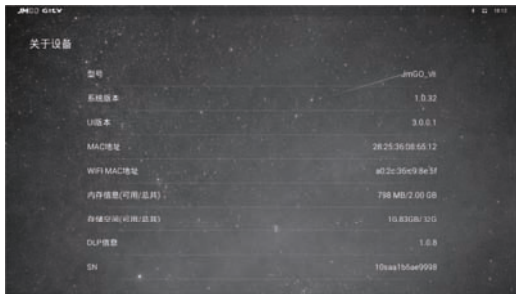 关于设备
型号 JmGO_V8
系统版本 1.0.32
UI版本 3.0.0.1
MAC地址 28:25:36:08:65:12
WIFI MAC地址 a0:2c:36:e9:8e:5f
内存信息(可用/总共) 798 MB/2.00 GB
存储空间(可用/总共) 10.83GB/32G
DLP信息 1.0.8
SN